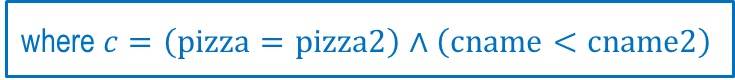 where c = (pizza = pizza2) ∧ (cname < cname2)